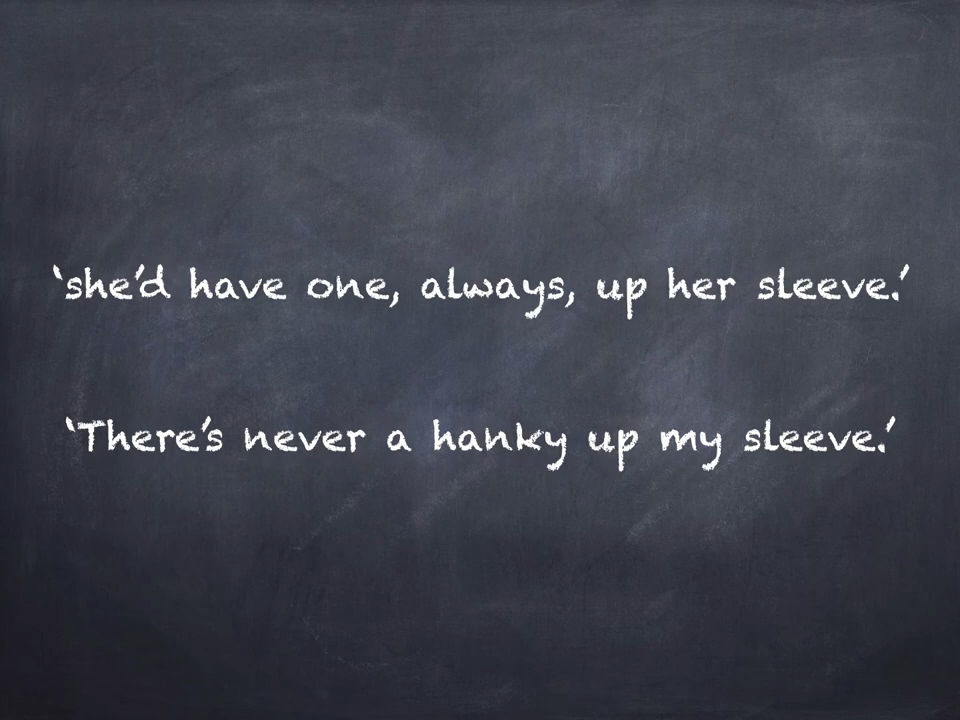 ‘she’d have one, always, up her sleeve.’
‘There’s never a hanky up my sleeve.’